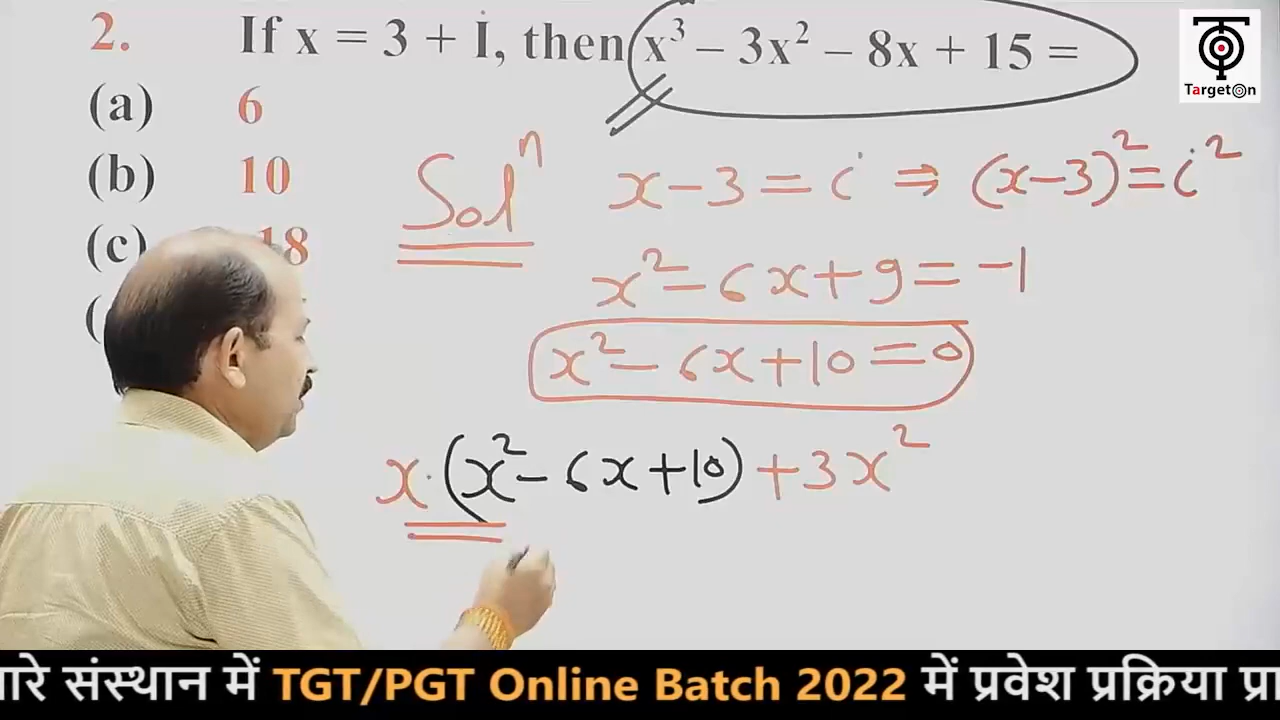 2. If x = 3 + i, then x³ – 3x² – 8x + 15 =
(a) 6
(b) 10
(c) -18
(
Solⁿ x-3 = i ⇒ (x-3)² = i²
x² - 6x + 9 = -1
x² - 6x + 10 = 0
x·(x² - 6x + 10) + 3x²
TargetOn
ारे संस्थान में TGT/PGT Online Batch 2022 में प्रवेश प्रक्रिया प्रा